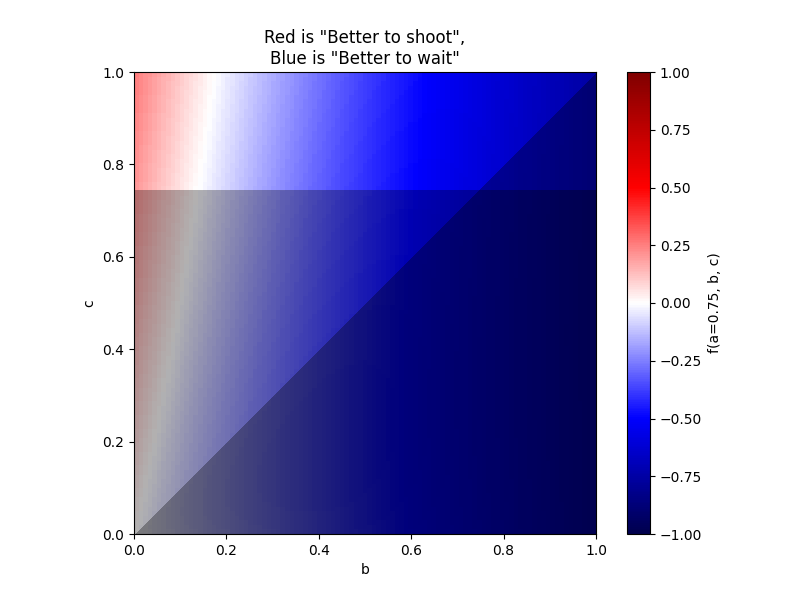 Red is "Better to shoot",
Blue is "Better to wait"
1.0
0.8
0.6
0.4
0.2
0.0
c
0.0 0.2 0.4 0.6 0.8 1.0
b
1.00
0.75
0.50
0.25
0.00
−0.25
−0.50
−0.75
−1.00
f(a=0.75, b, c)